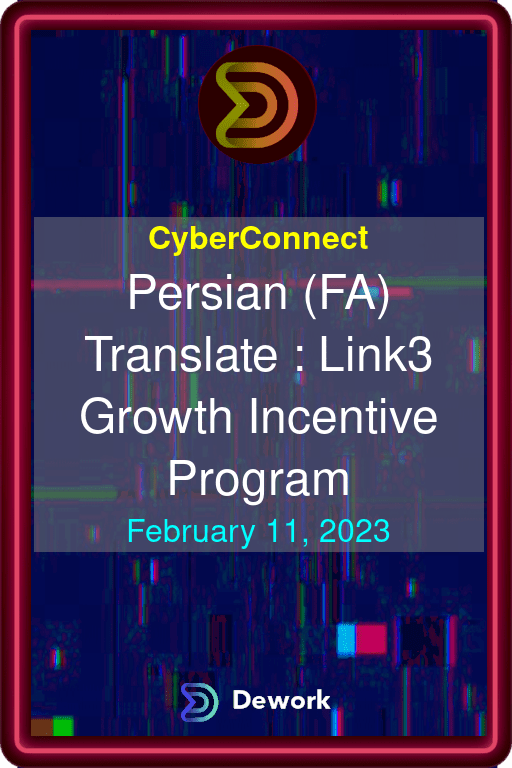 CyberConnect
Persian (FA)
Translate : Link3
Growth Incentive
Program
February 11, 2023
Dework